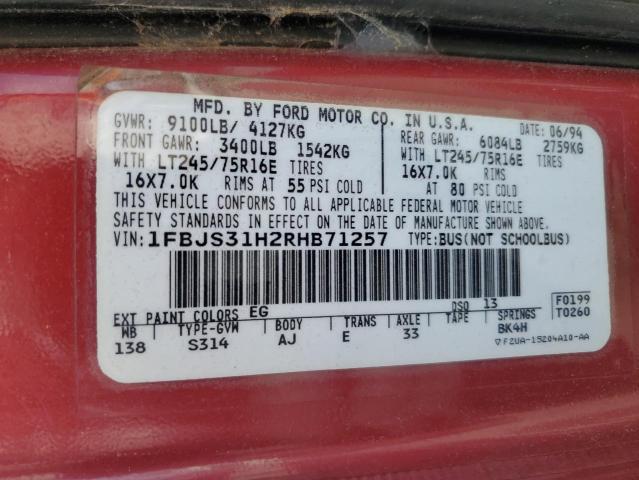 MFD. BY FORD MOTOR CO. IN U.S.A.
DATE: 06/94
GVWR: 9100LB/ 4127KG
FRONT GAWR: 3400LB 1542KG
REAR GAWR: 6084LB 2759KG
WITH LT245/75R16E TIRES
WITH LT245/75R16E TIRES
16X7.0K RIMS AT 55 PSI COLD
16X7.0K RIMS AT 80 PSI COLD
THIS VEHICLE CONFORMS TO ALL APPLICABLE FEDERAL MOTOR VEHICLE
SAFETY STANDARDS IN EFFECT ON THE DATE OF MANUFACTURE SHOWN ABOVE
VIN: 1FBJS31H2RHB71257 TYPE: BUS(NOT SCHOOLBUS)
EXT PAINT COLORS EG DSO 13 F0199
MB TYPE-GVM BODY TRANS AXLE TAPE SPRINGS T0260
138 S314 AJ E 33 BK4H
F2UA-15204A10-AA